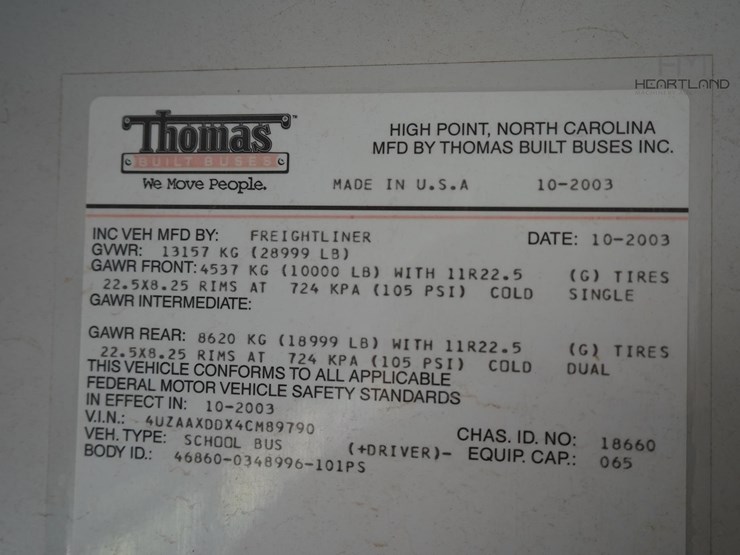 HEARTLAND
Thomas™
BUILT BUSES
We Move People.
HIGH POINT, NORTH CAROLINA
MFD BY THOMAS BUILT BUSES INC.
MADE IN U.S.A 10-2003
INC VEH MFD BY: FREIGHTLINER DATE: 10-2003
GVWR: 13157 KG (28999 LB)
GAWR FRONT: 4537 KG (10000 LB) WITH 11R22.5 (G) TIRES
22.5X8.25 RIMS AT 724 KPA (105 PSI) COLD SINGLE
GAWR INTERMEDIATE:
GAWR REAR: 8620 KG (18999 LB) WITH 11R22.5 (G) TIRES
22.5X8.25 RIMS AT 724 KPA (105 PSI) COLD DUAL
THIS VEHICLE CONFORMS TO ALL APPLICABLE
FEDERAL MOTOR VEHICLE SAFETY STANDARDS
IN EFFECT IN: 10-2003
V.I.N.: 4UZAAXDDX4CM89790 CHAS. ID. NO: 18660
VEH. TYPE: SCHOOL BUS (+DRIVER)- EQUIP. CAP.: 065
BODY ID.: 46860-0348996-101PS